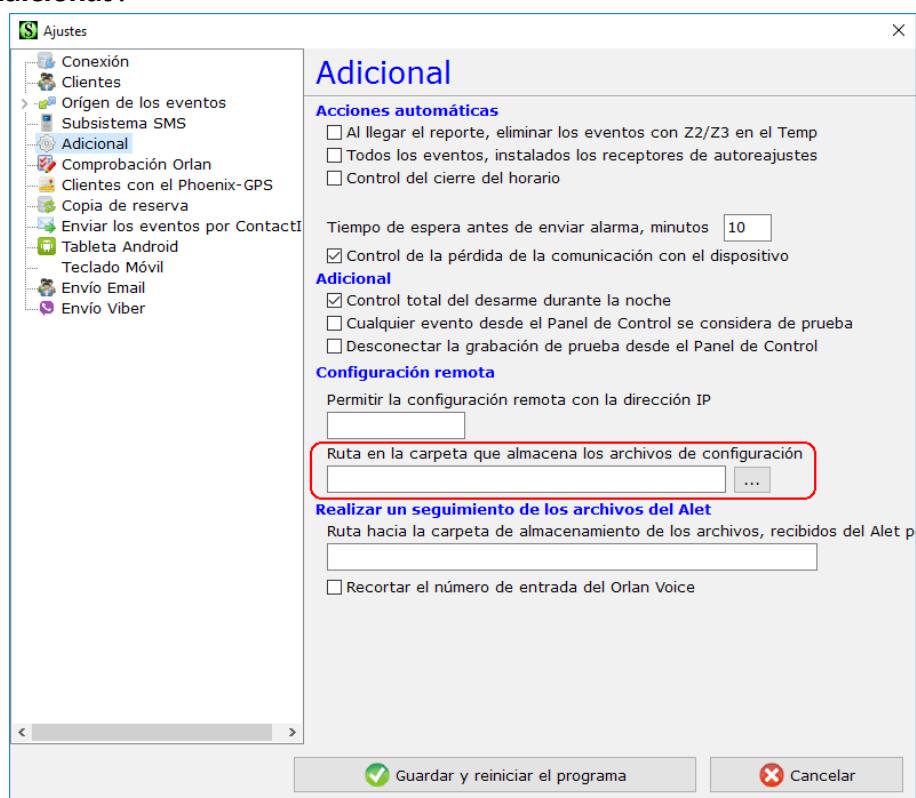 Ajustes
Conexión
Clientes
Orígen de los eventos
Subsistema SMS
Adicional
Comprobación Orlan
Clientes con el Phoenix-GPS
Copia de reserva
Enviar los eventos por ContactI
Tableta Android
Teclado Móvil
Envío Email
Envío Viber
Adicional
Acciones automáticas
Al llegar el reporte, eliminar los eventos con Z2/Z3 en el Temp
Todos los eventos, instalados los receptores de autoreajustes
Control del cierre del horario
Tiempo de espera antes de enviar alarma, minutos 10
Control de la pérdida de la comunicación con el dispositivo
Adicional
Control total del desarme durante la noche
Cualquier evento desde el Panel de Control se considera de prueba
Desconectar la grabación de prueba desde el Panel de Control
Configuración remota
Permitir la configuración remota con la dirección IP
Ruta en la carpeta que almacena los archivos de configuración
...
Realizar un seguimiento de los archivos del Alet
Ruta hacia la carpeta de almacenamiento de los archivos, recibidos del Alet p
Recortar el número de entrada del Orlan Voice
Guardar y reiniciar el programa
Cancelar